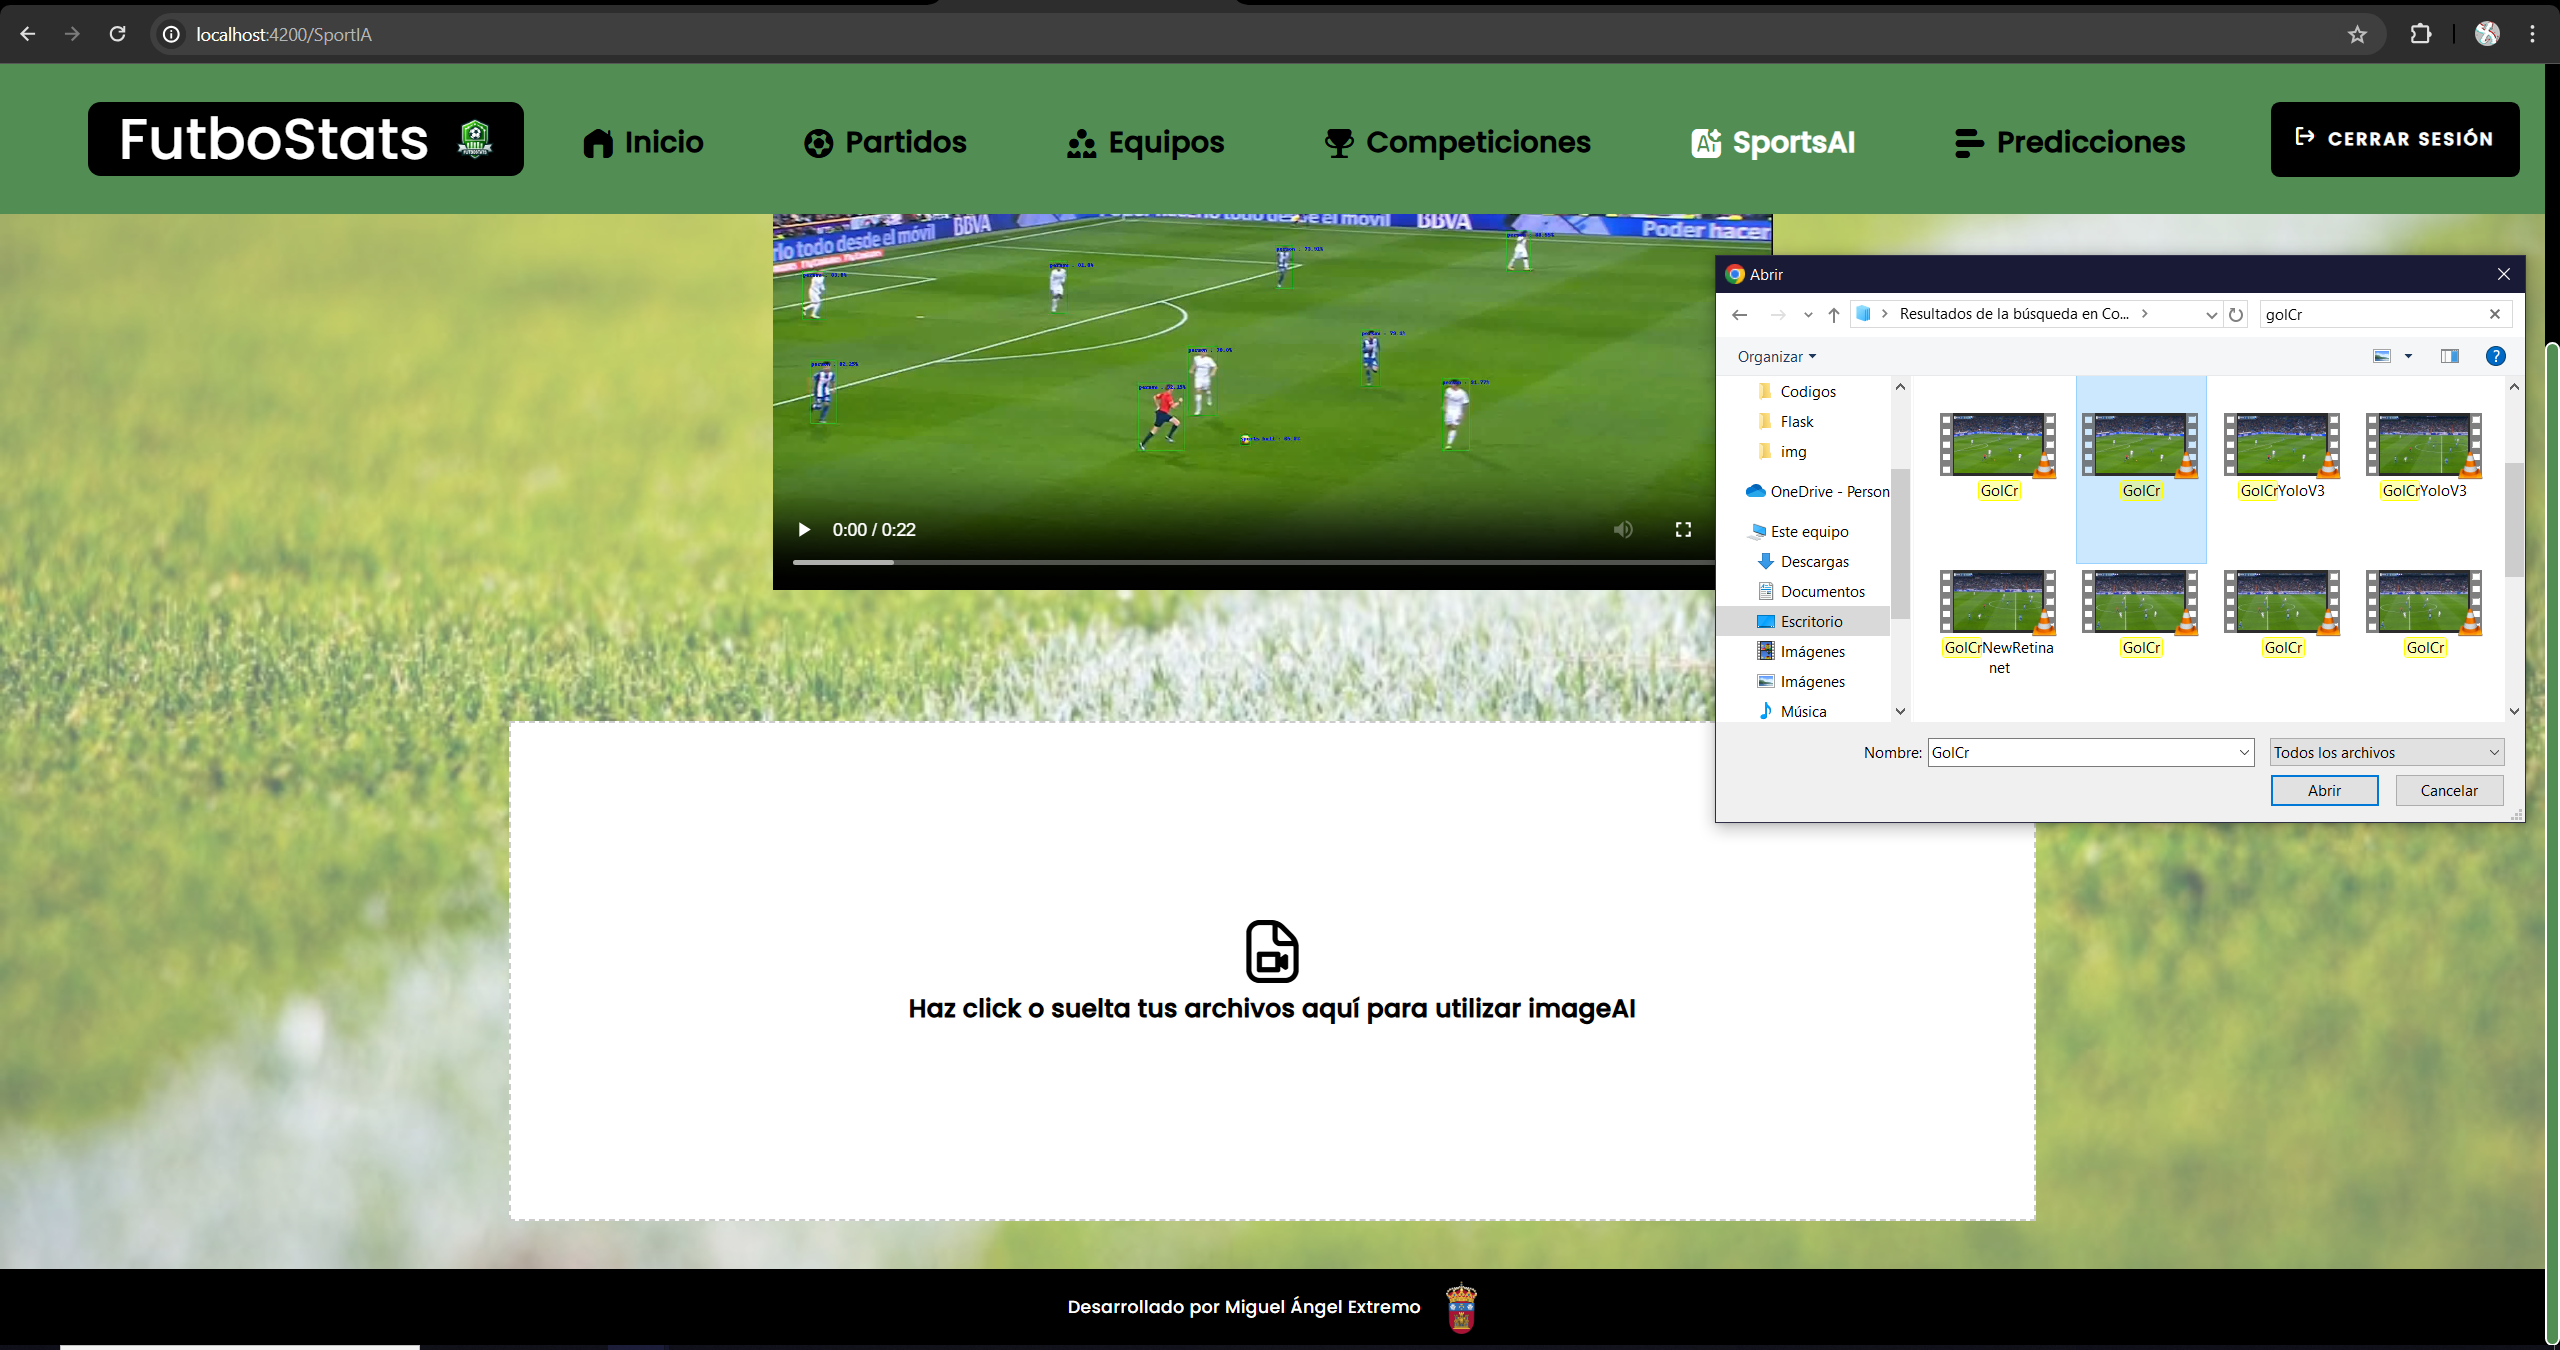 localhost:4200/SportIA
FutboStats
Inicio
Partidos
Equipos
Competiciones
SportsAI
Predicciones
CERRAR SESIÓN
rlo todo desde el móvil BBVA
BBVA
Poder hacer
0:00 / 0:22
Abrir
Resultados de la búsqueda en Co...
golCr
Organizar
Codigos
Flask
img
OneDrive - Person
Este equipo
Descargas
Documentos
Escritorio
Imágenes
Imágenes
Música
GolCr
GolCr
GolCrYoloV3
GolCrYoloV3
GolCrNewRetina
net
GolCr
GolCr
GolCr
Nombre: GolCr
Todos los archivos
Abrir
Cancelar
Haz click o suelta tus archivos aquí para utilizar imageAI
Desarrollado por Miguel Ángel Extremo